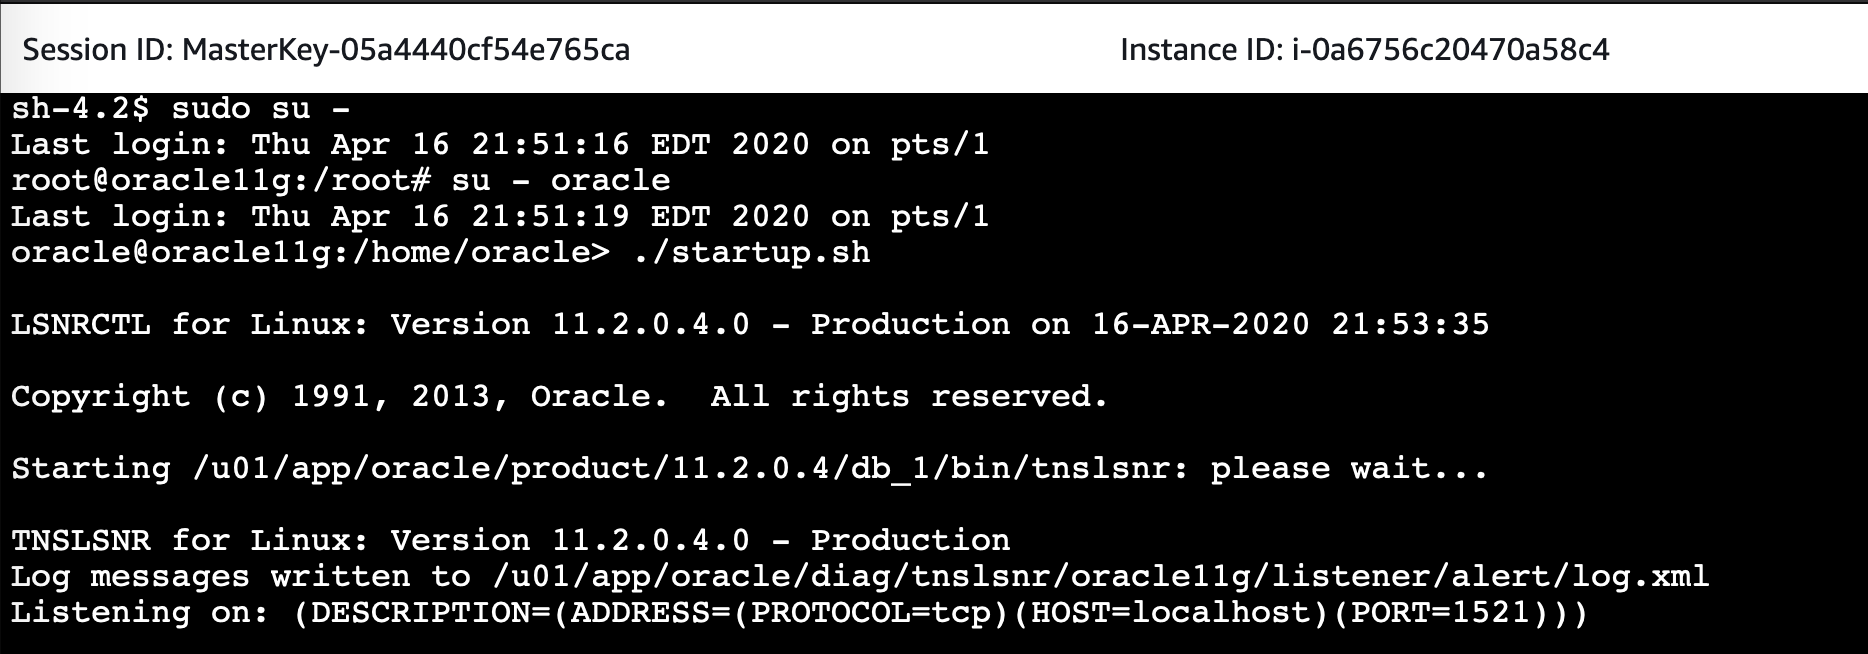 Session ID: MasterKey-05a4440cf54e765ca Instance ID: i-0a6756c20470a58c4
sh-4.2$ sudo su -
Last login: Thu Apr 16 21:51:16 EDT 2020 on pts/1
root@oracle11g:/root# su - oracle
Last login: Thu Apr 16 21:51:19 EDT 2020 on pts/1
oracle@oracle11g:/home/oracle> ./startup.sh
LSNRCTL for Linux: Version 11.2.0.4.0 - Production on 16-APR-2020 21:53:35
Copyright (c) 1991, 2013, Oracle.  All rights reserved.
Starting /u01/app/oracle/product/11.2.0.4/db_1/bin/tnslsnr: please wait...
TNSLSNR for Linux: Version 11.2.0.4.0 - Production
Log messages written to /u01/app/oracle/diag/tnslsnr/oracle11g/listener/alert/log.xml
Listening on: (DESCRIPTION=(ADDRESS=(PROTOCOL=tcp)(HOST=localhost)(PORT=1521)))